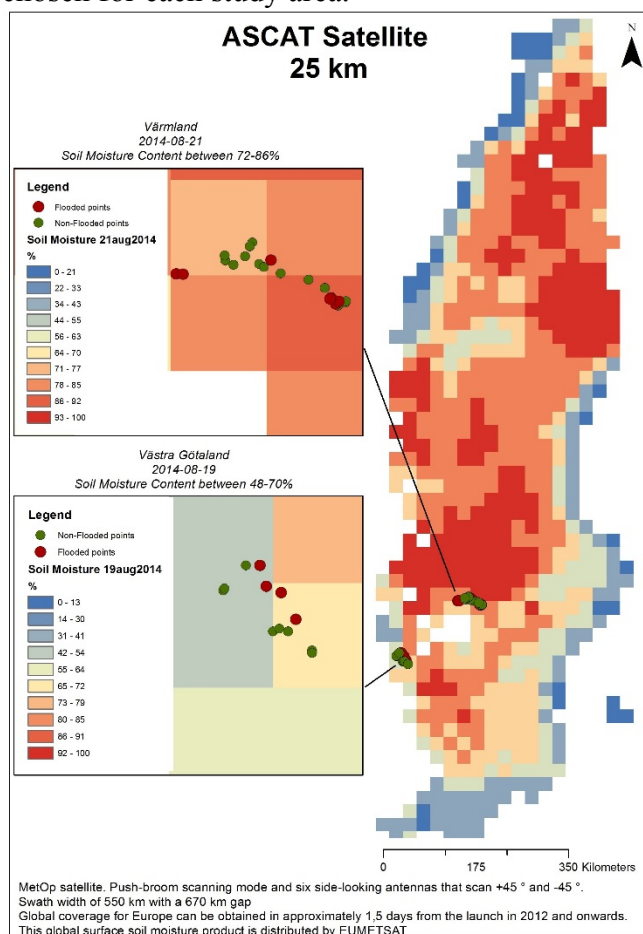 chosen for each study area.
ASCAT Satellite
25 km
N
Värmland
2014-08-21
Soil Moisture Content between 72-86%
Legend
Flooded points
Non-Flooded points
Soil Moisture 21aug2014
%
0 - 21
22 - 33
34 - 43
44 - 55
56 - 63
64 - 70
71 - 77
78 - 85
86 - 92
93 - 100
Västra Götaland
2014-08-19
Soil Moisture Content between 48-70%
Legend
Non-Flooded points
Flooded points
Soil Moisture 19aug2014
%
0 - 13
14 - 30
31 - 41
42 - 54
55 - 64
65 - 72
73 - 79
80 - 85
86 - 91
92 - 100
0 175 350 Kilometers
MetOp satellite. Push-broom scanning mode and six side-looking antennas that scan +45 ° and -45 °.
Swath width of 550 km with a 670 km gap
Global coverage for Europe can be obtained in approximately 1,5 days from the launch in 2012 and onwards.
This global surface soil moisture product is distributed by EUMETSAT